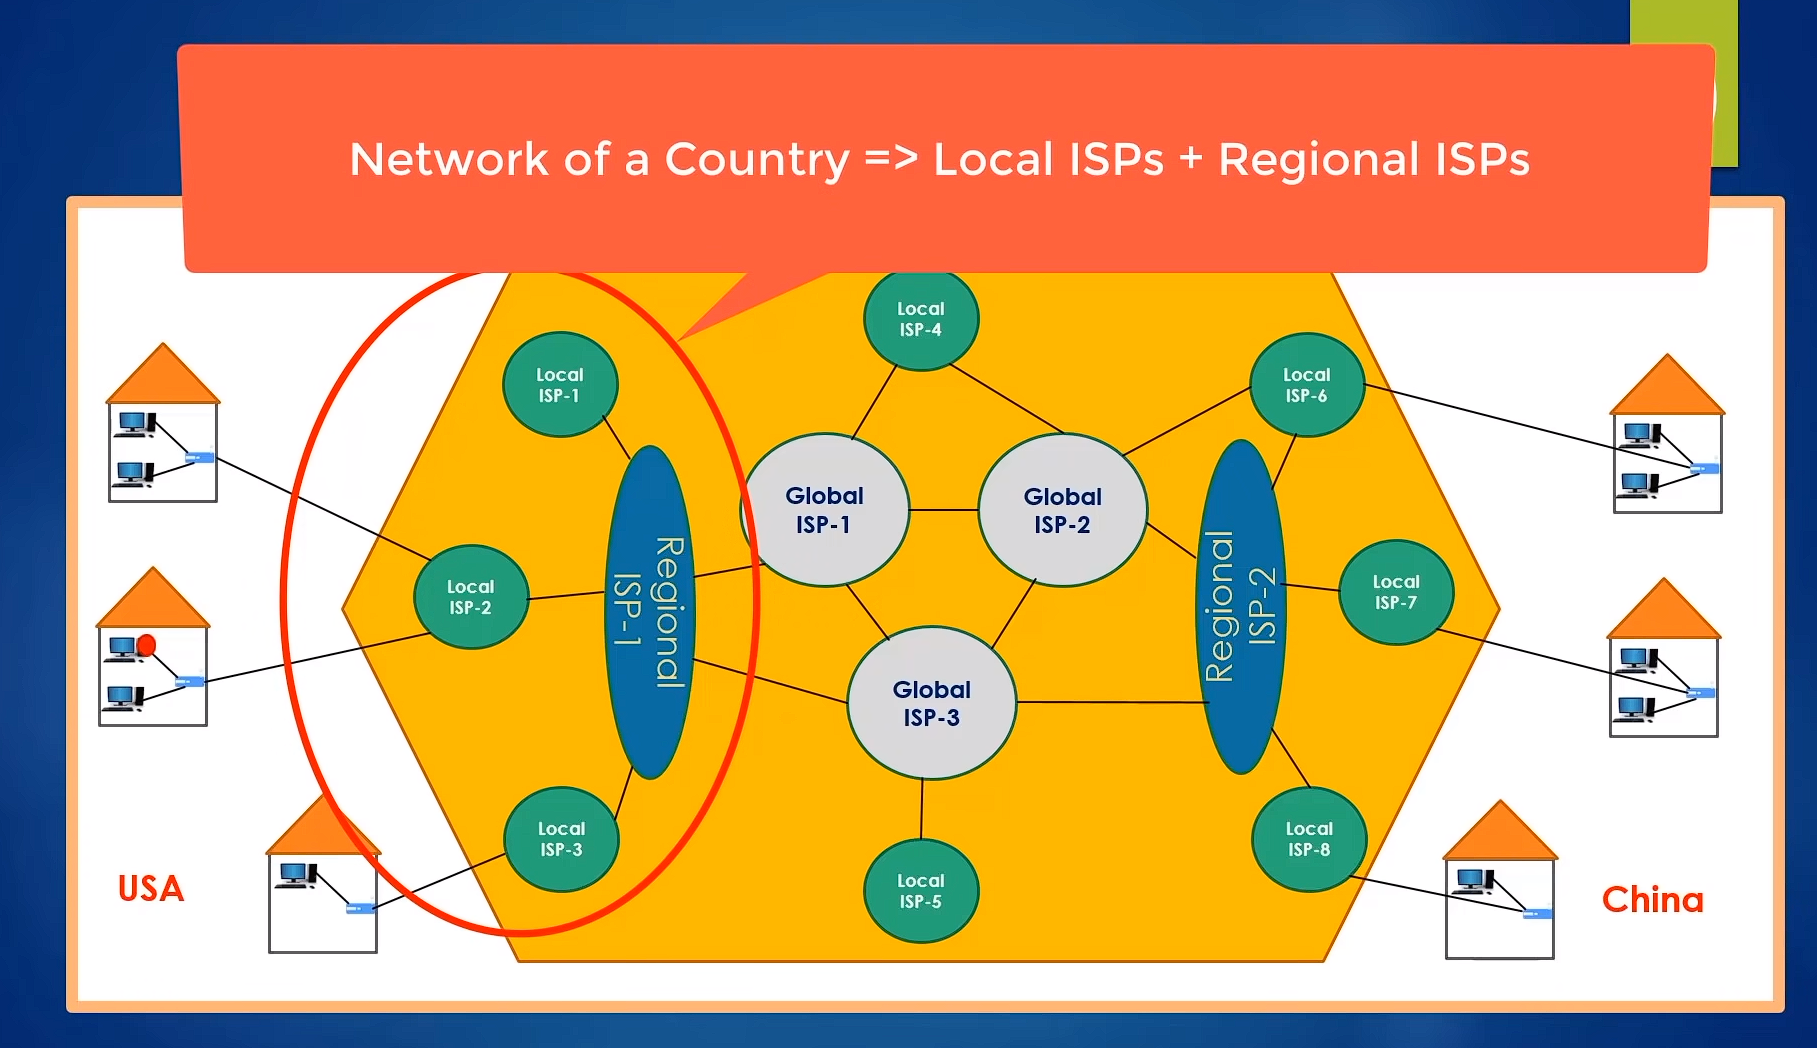 Network of a Country => Local ISPs + Regional ISPs
Local
ISP-4
Local
ISP-1
Local
ISP-6
Global
ISP-1
Global
ISP-2
Regional
ISP-1
Regional
ISP-2
Local
ISP-2
Local
ISP-7
Global
ISP-3
Local
ISP-3
Local
ISP-8
Local
ISP-5
USA
China